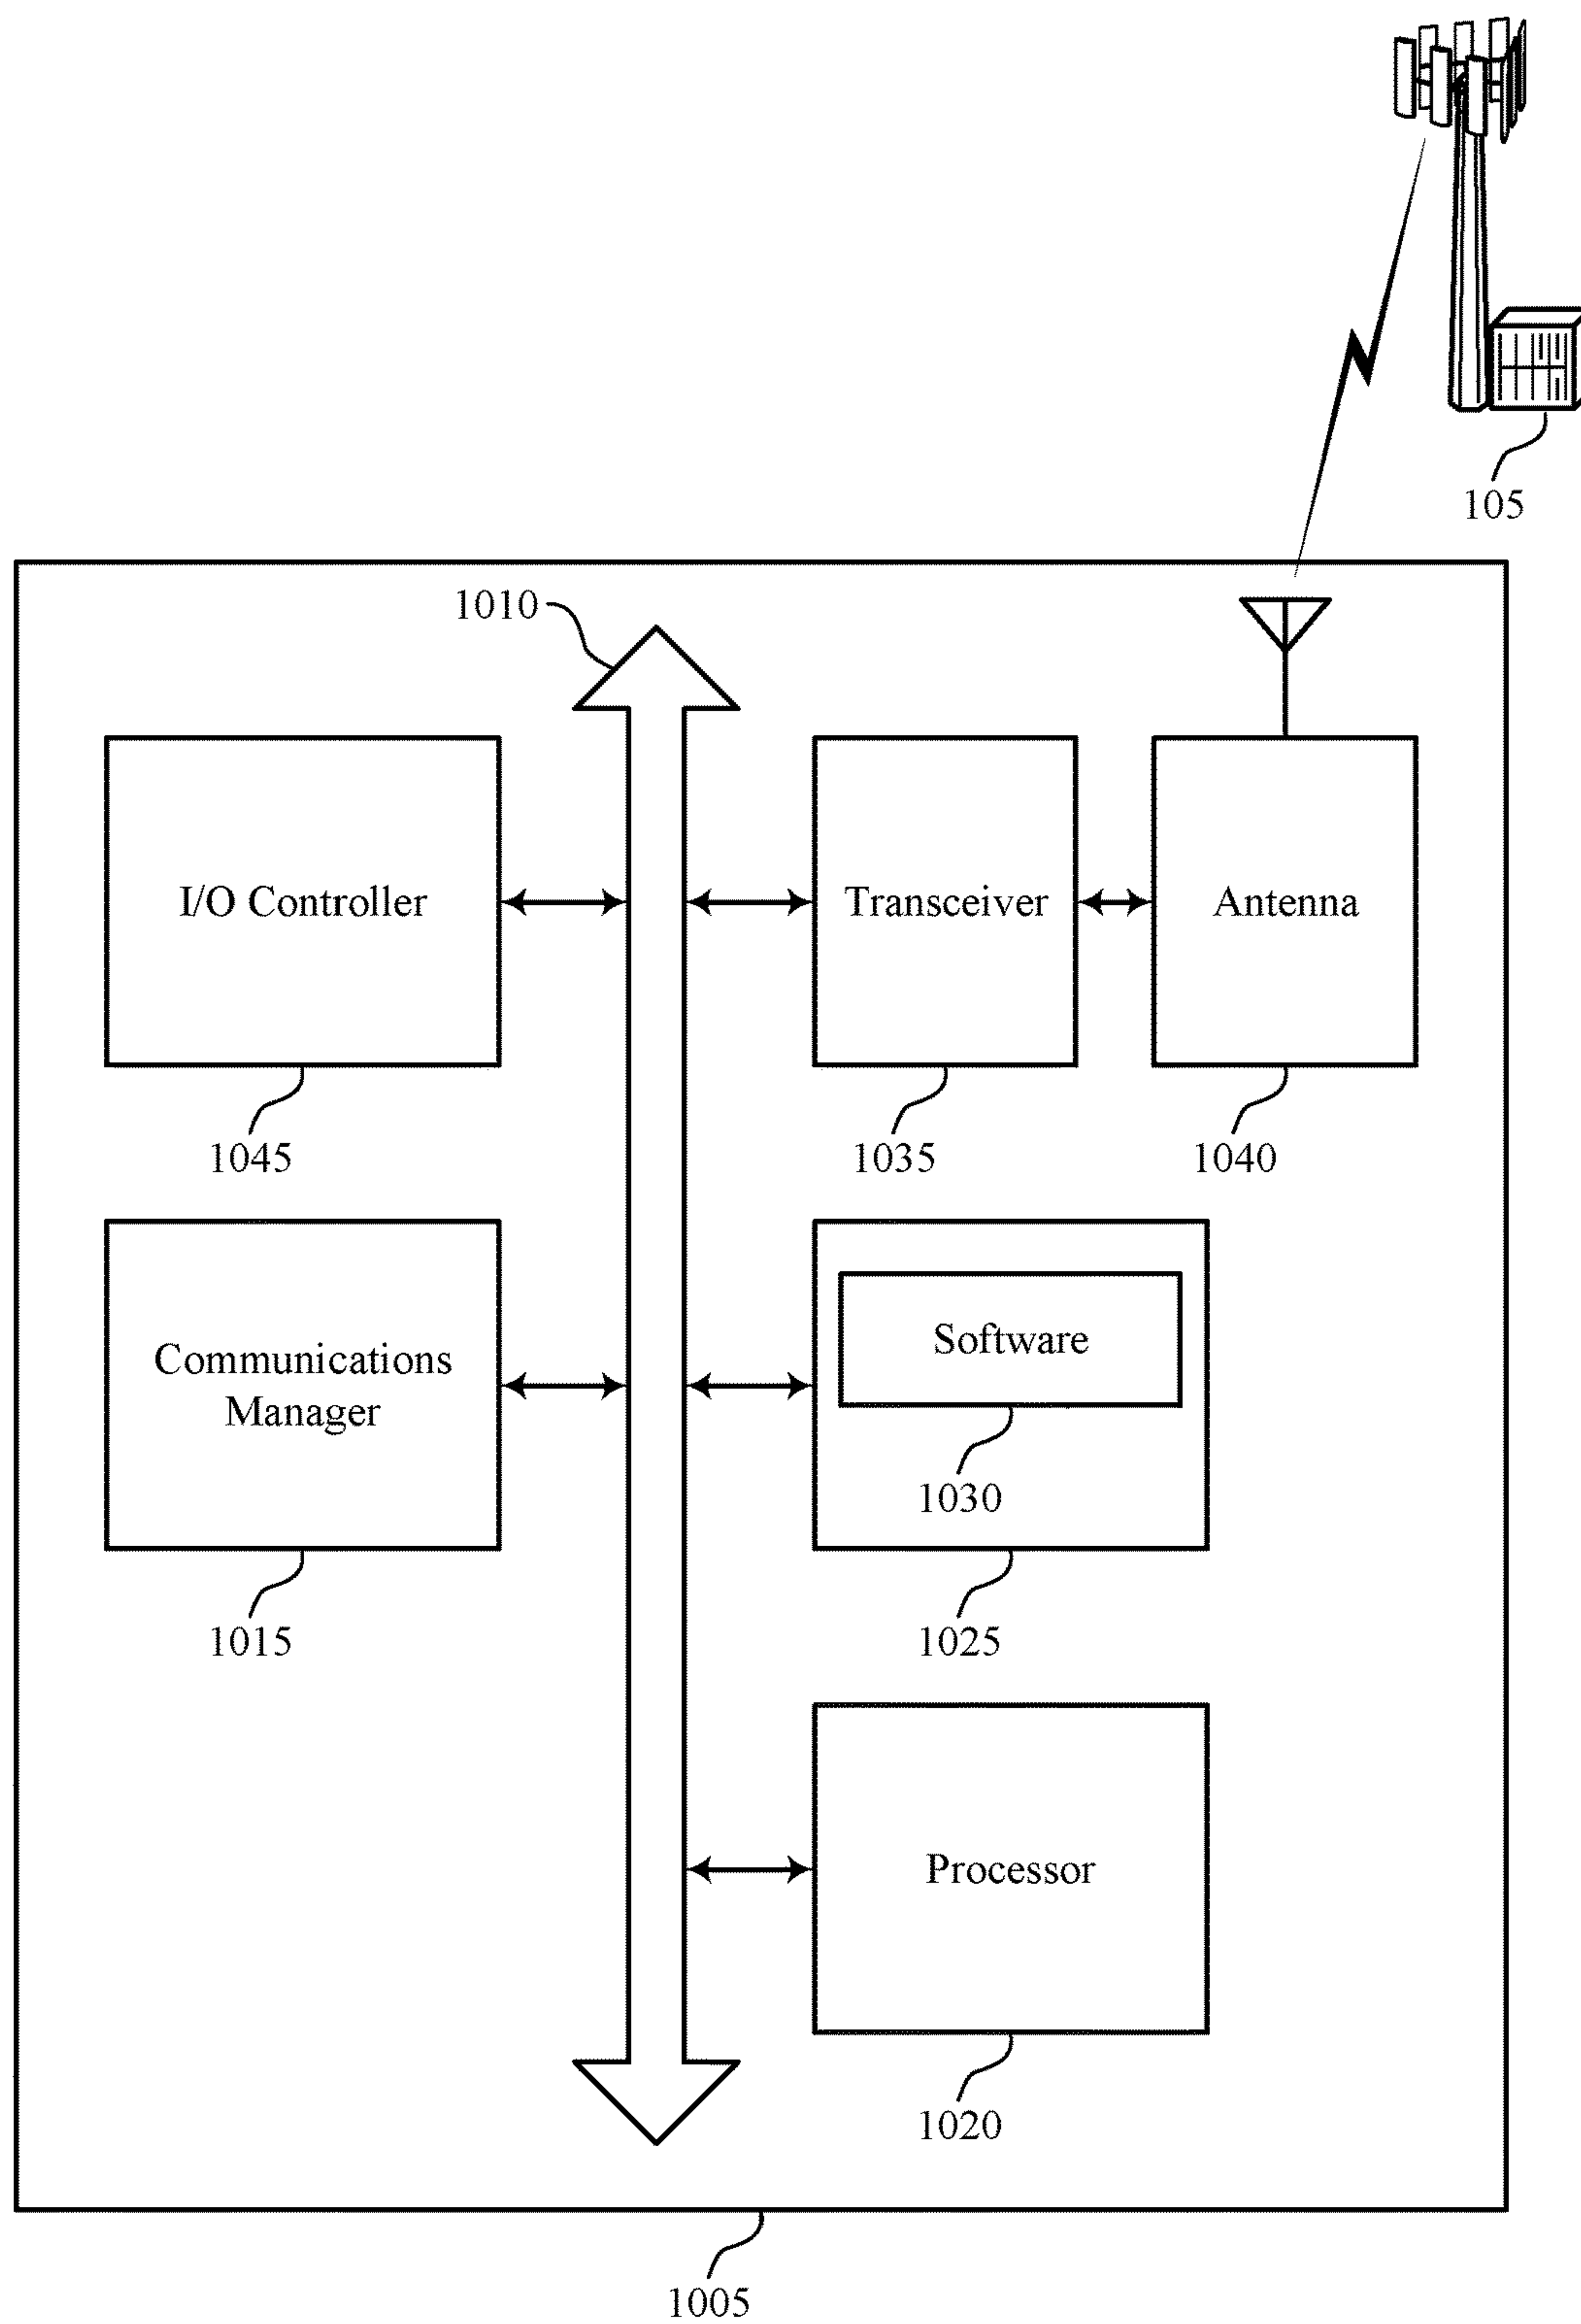 105
1010
I/O Controller
Transceiver
Antenna
1045
1035
1040
Communications
Manager
Software
1030
1015
1025
Processor
1020
1005